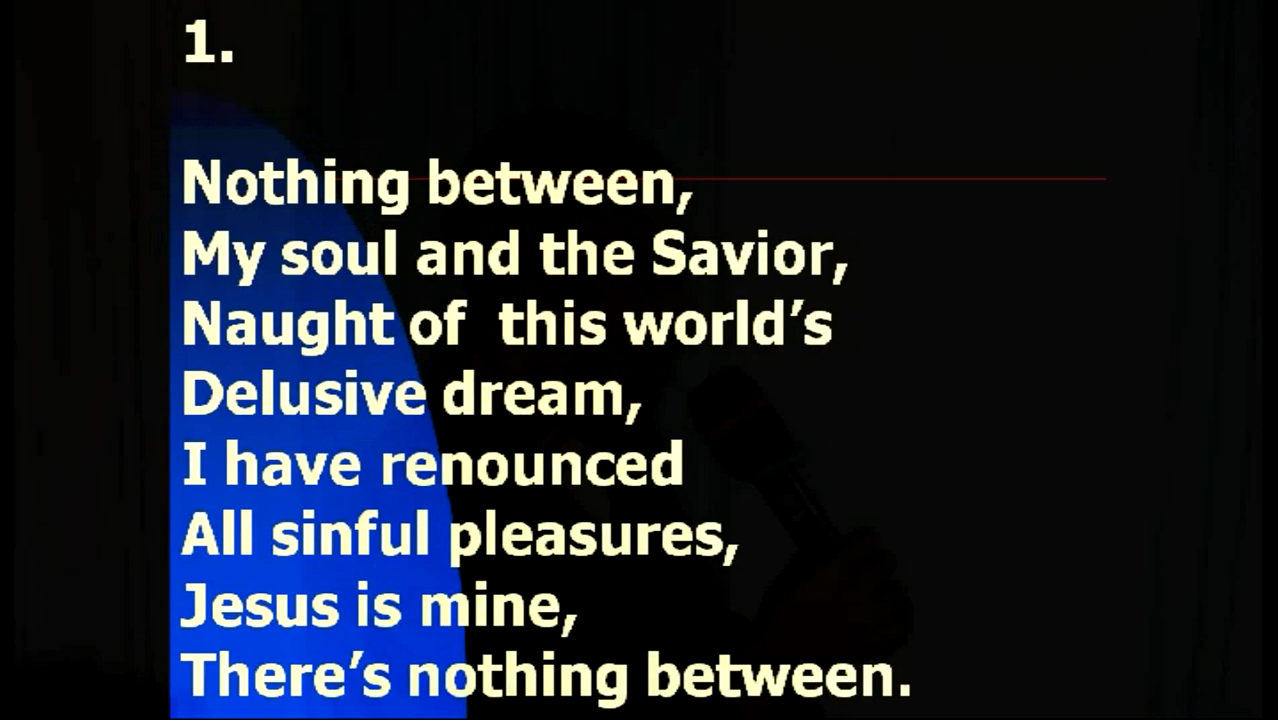 1.
Nothing between,
My soul and the Savior,
Naught of  this world’s
Delusive dream,
I have renounced
All sinful pleasures,
Jesus is mine,
There’s nothing between.